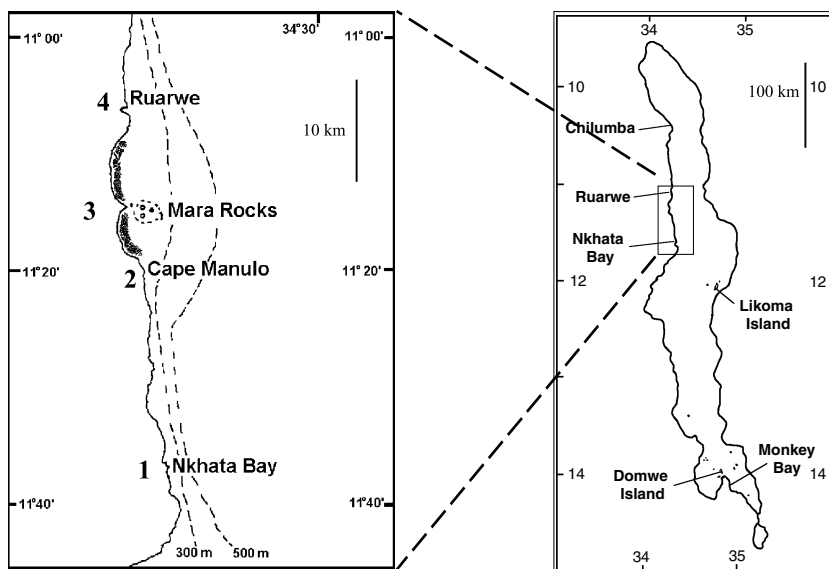 11° 00'
34° 30'
11° 00'
4
Ruarwe
10 km
3
Mara Rocks
11° 20'
2
Cape Manulo
11° 20'
1
Nkhata Bay
11° 40'
11° 40'
300 m
500 m
34
35
10
100 km
Chilumba
Ruarwe
Nkhata
Bay
12
12
Likoma
Island
Monkey
Bay
14
Domwe
Island
14
34
35